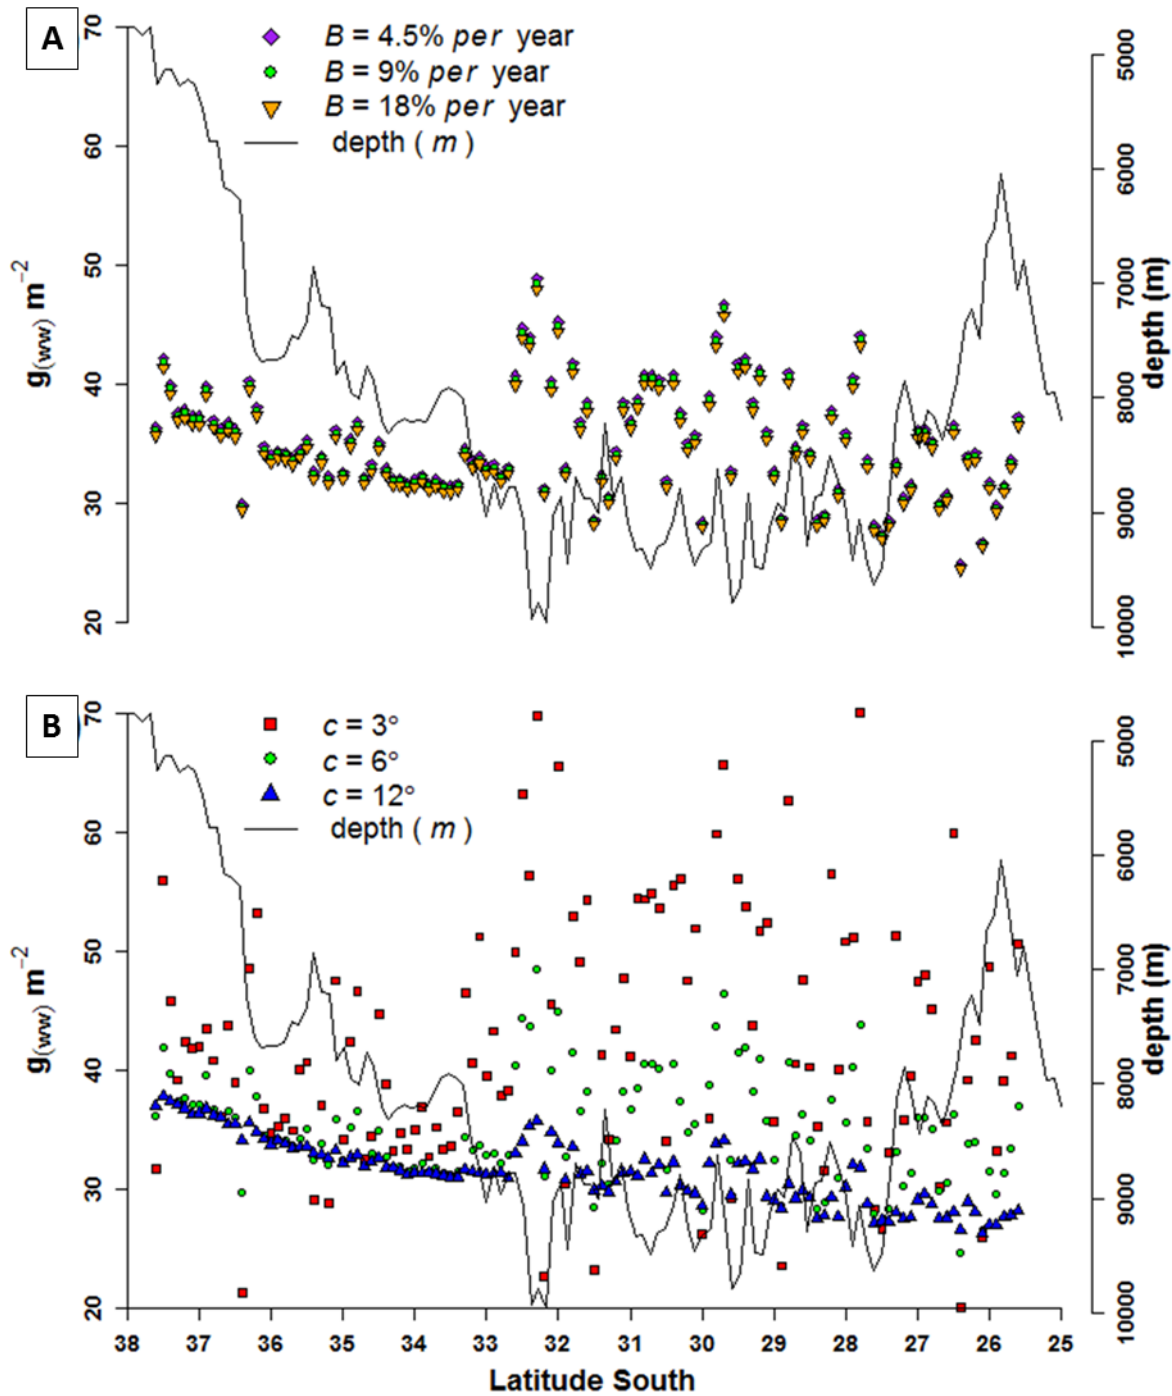 A
B = 4.5% per year
B = 9% per year
B = 18% per year
depth ( m )
70
60
50
40
30
20
g(ww) m−2
5000
6000
7000
8000
9000
10000
depth (m)
B
c = 3°
c = 6°
c = 12°
depth ( m )
70
60
50
40
30
20
g(ww) m−2
5000
6000
7000
8000
9000
10000
depth (m)
38 37 36 35 34 33 32 31 30 29 28 27 26 25
Latitude South